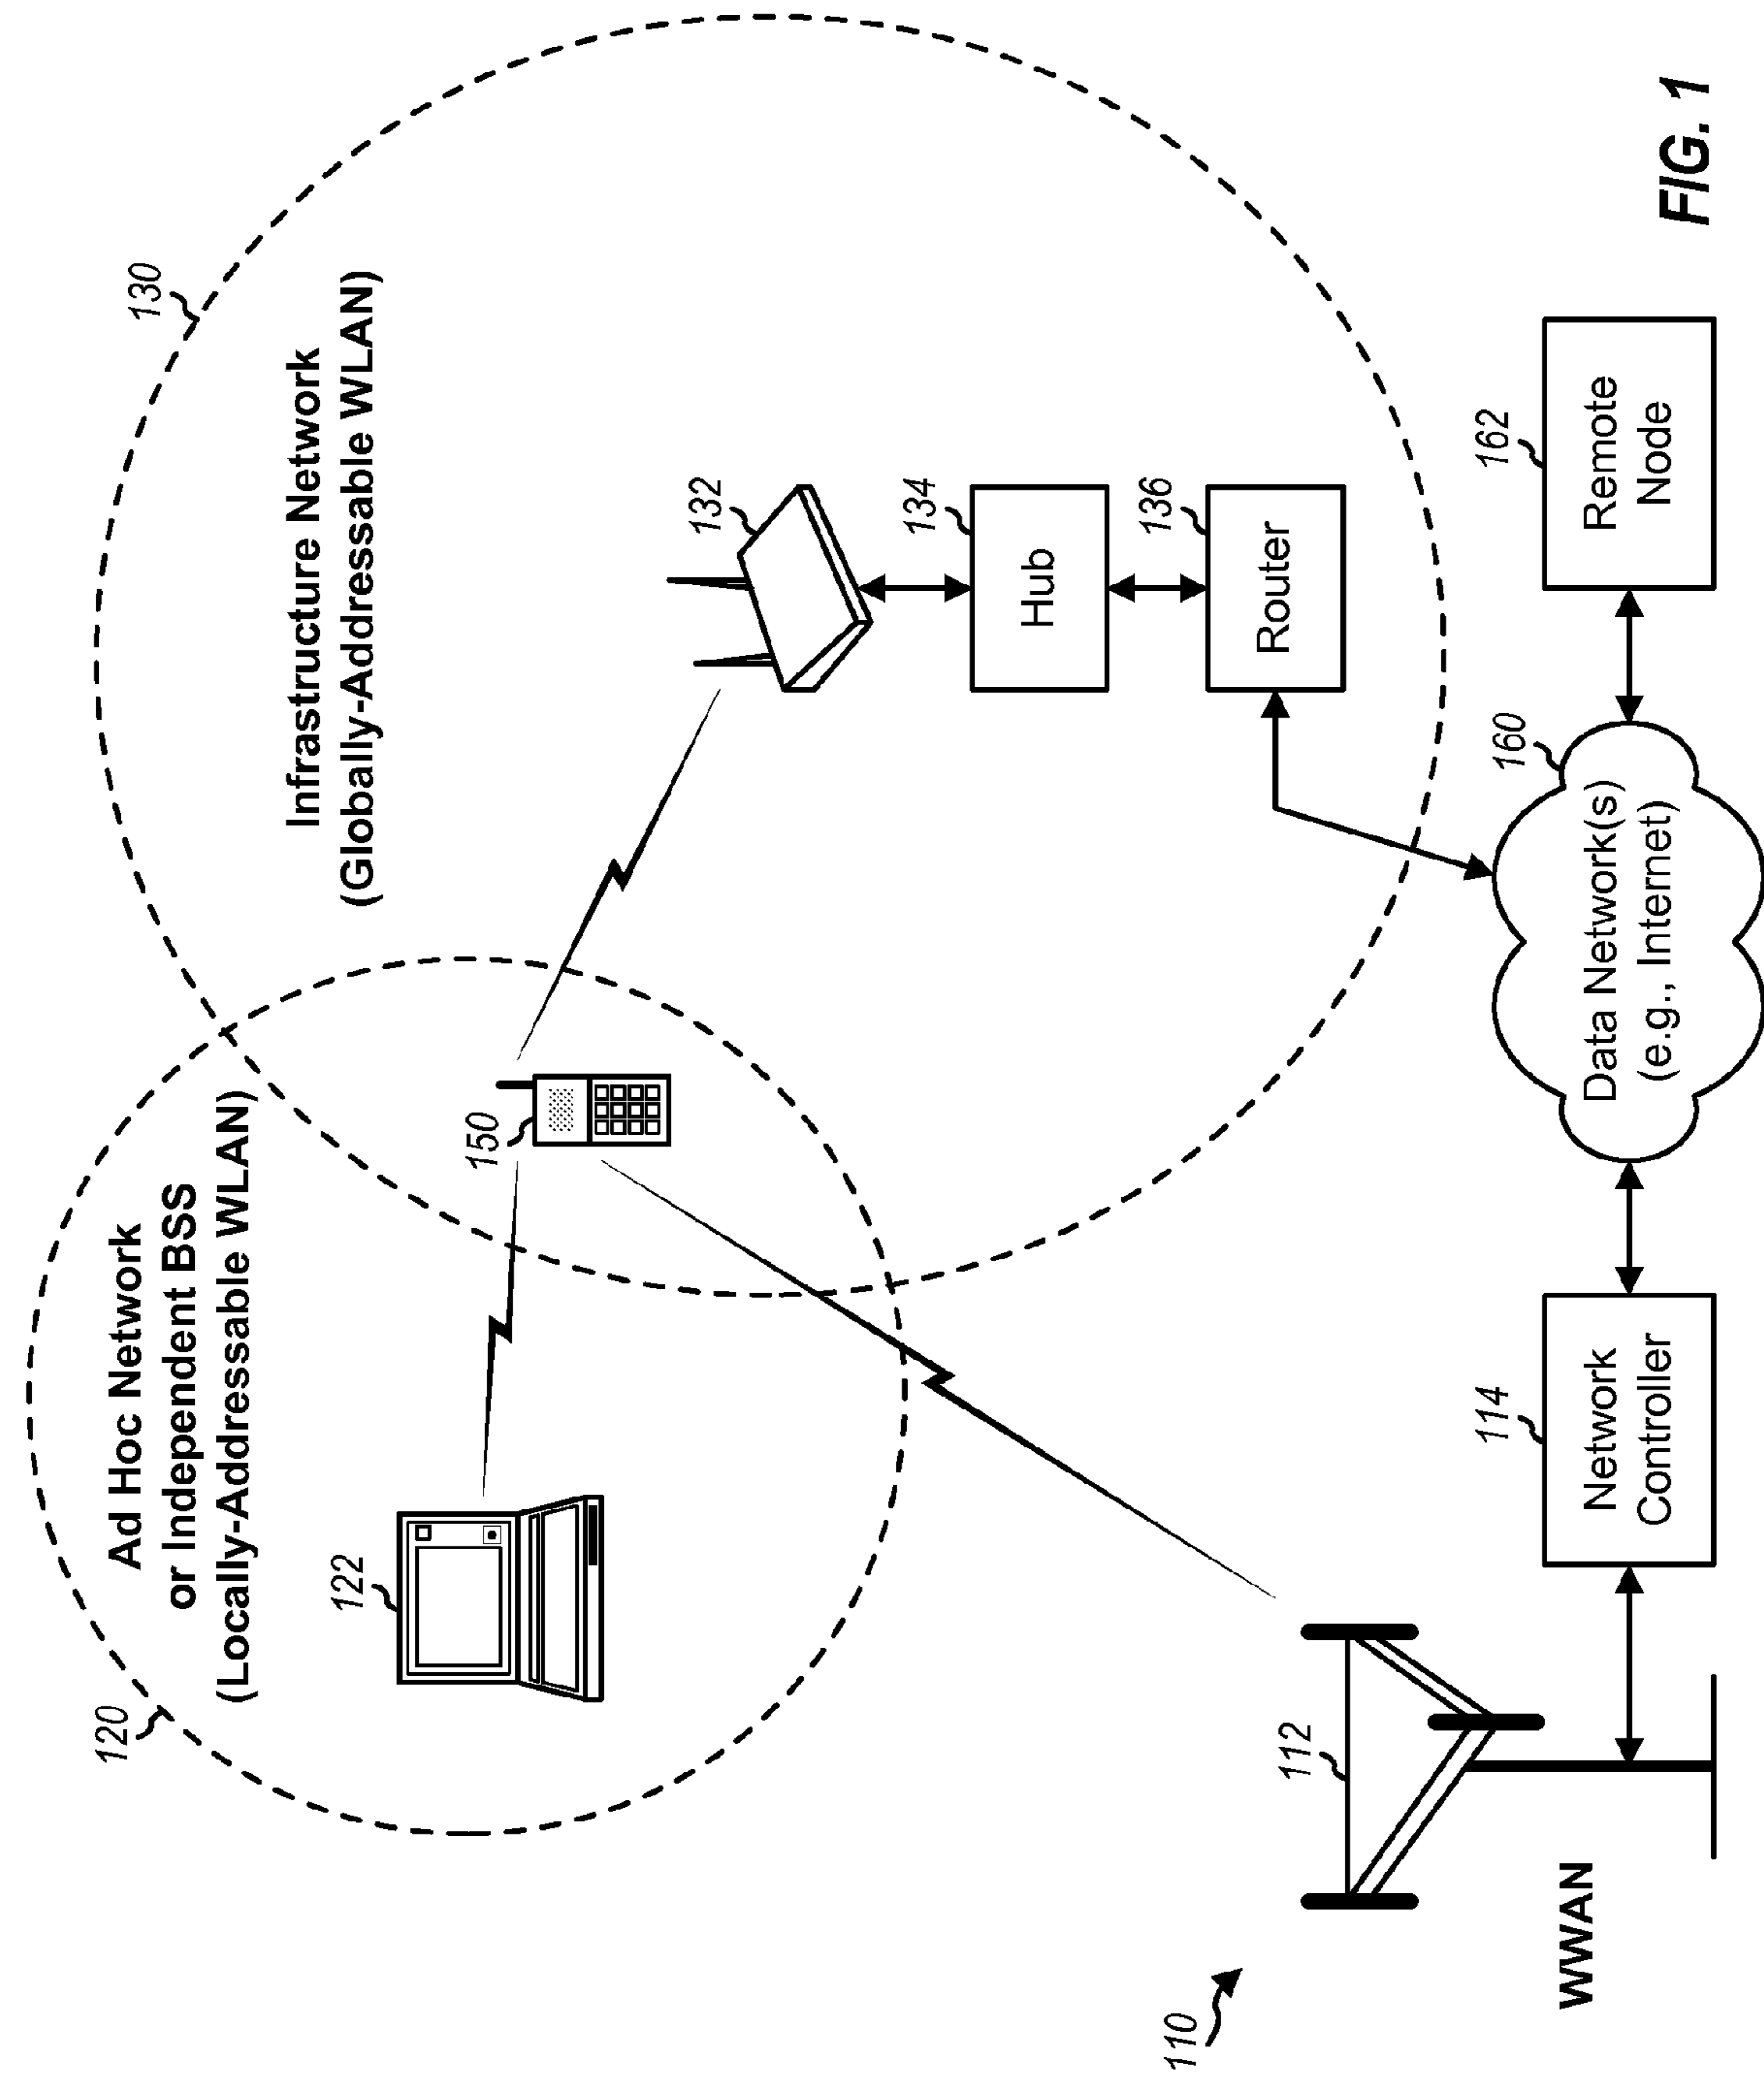 120
Ad Hoc Network
or Independent BSS
(Locally-Addressable WLAN)
130
Infrastructure Network
(Globally-Addressable WLAN)
122
150
132
134
Hub
136
Router
110
112
WWAN
114
Network
Controller
160
Data Network(s)
(e.g., Internet)
162
Remote
Node
FIG. 1